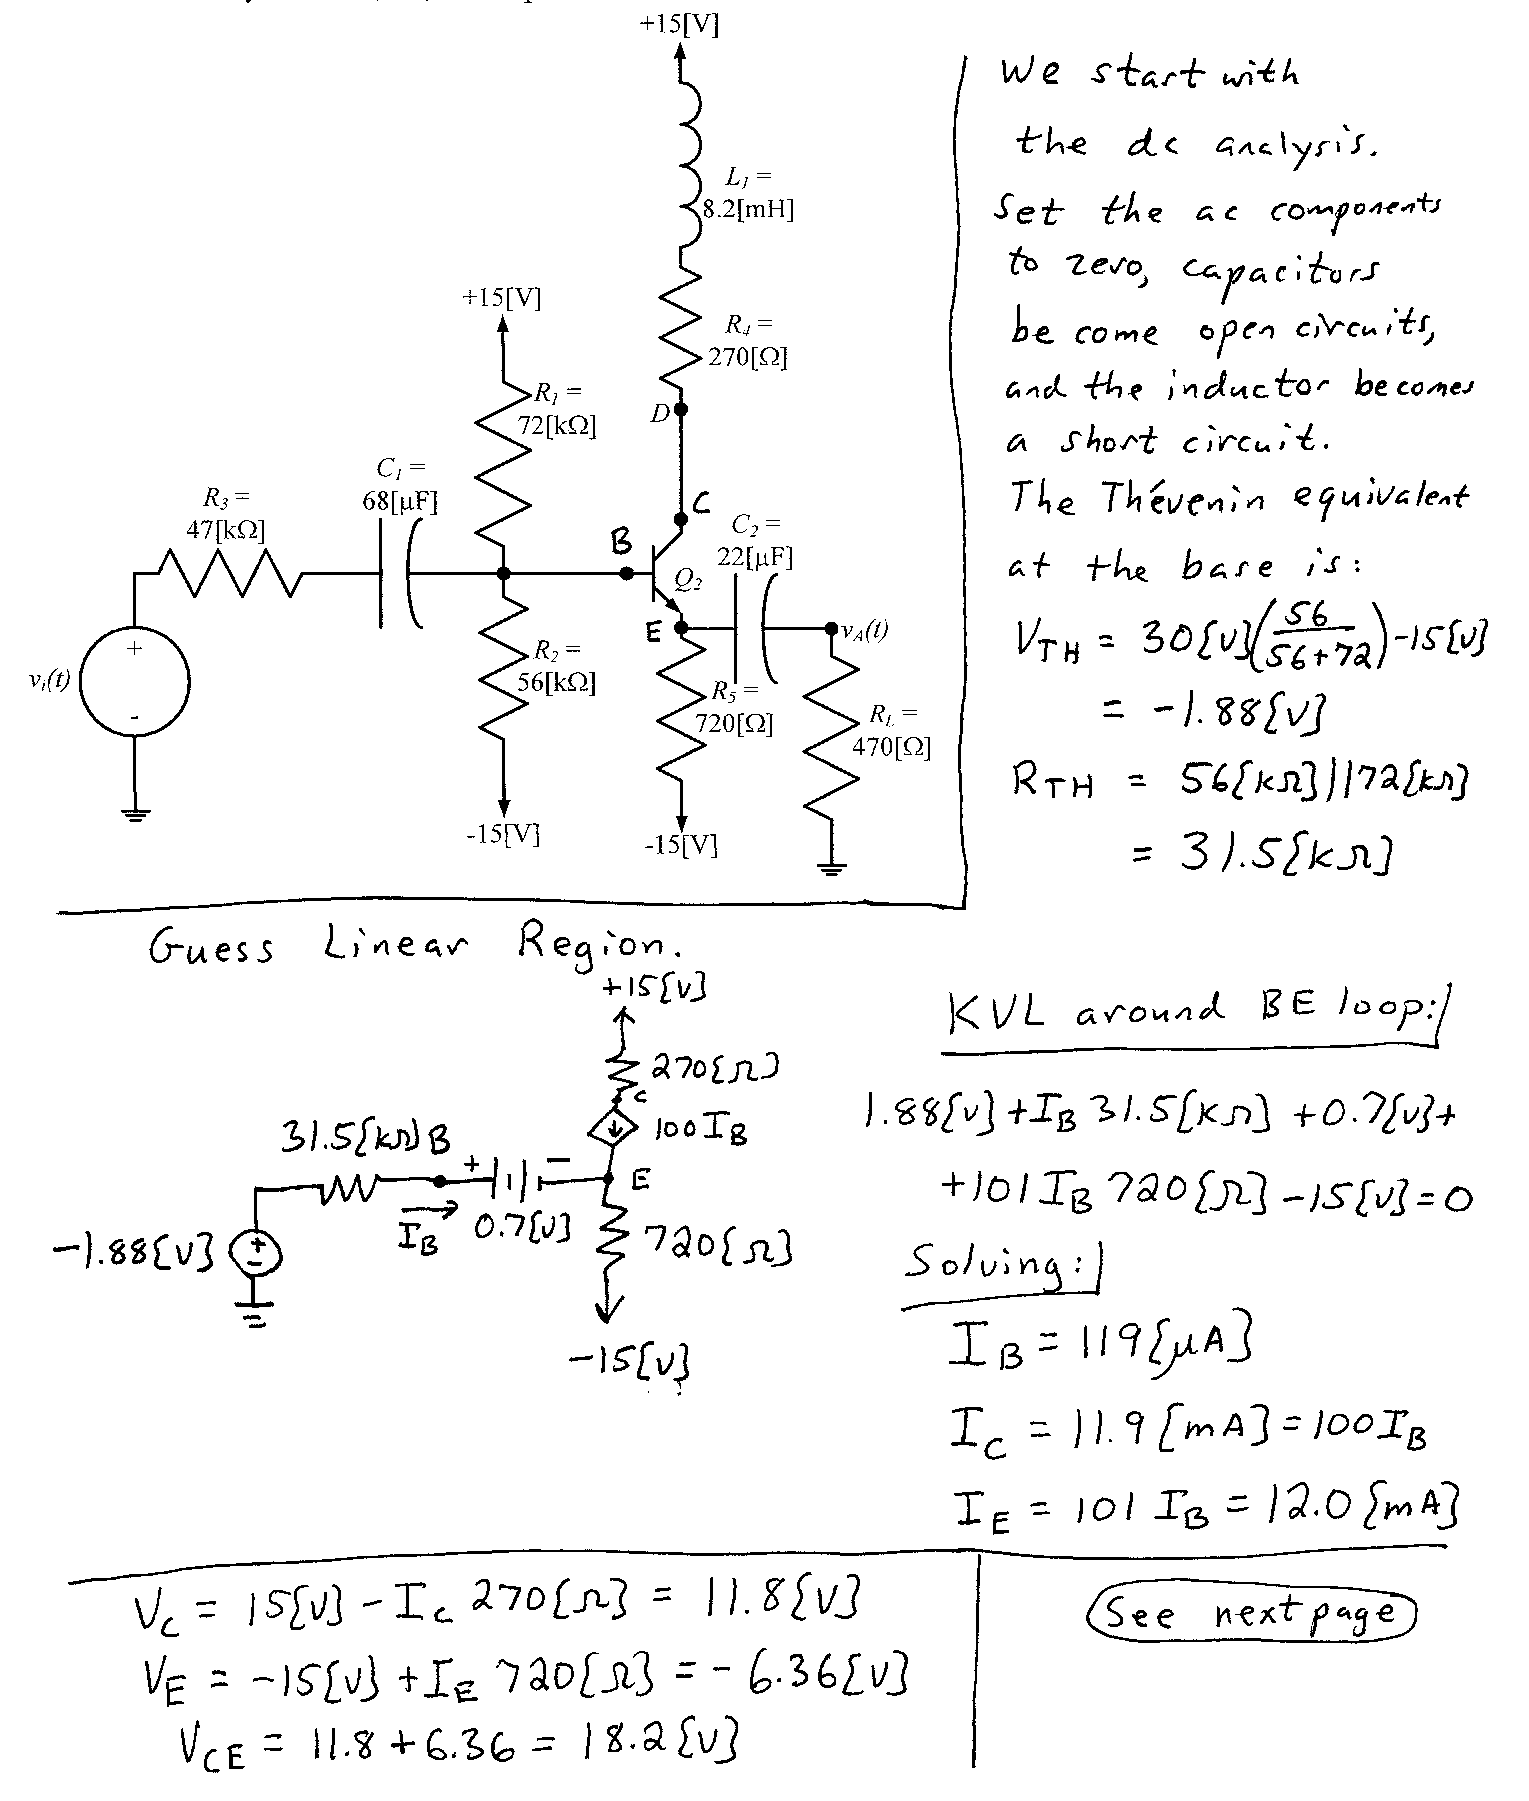 +15[V]
L₁ =
8.2[mH]
+15[V]
R₄ =
270[Ω]
R₁ =
72[kΩ]
D
C₁ =
68[µF]
R₃ =
47[kΩ]
C
C₂ =
22[µF]
B
Q₂
E
vA(t)
+
vi(t)
-
R₂ =
56[kΩ]
R₅ =
720[Ω]
RL =
470[Ω]
-15[V]
-15[V]
We start with
the dc analysis.
Set the ac components
to zero, capacitors
become open circuits,
and the inductor becomes
a short circuit.
The Thévenin equivalent
at the base is:
VTH = 30[V](56/(56+72))-15[V]
= -1.88[V]
RTH = 56[kΩ]||72[kΩ]
= 31.5[kΩ]
Guess Linear Region.
+15[V]
270[Ω]
C
100IB
31.5[kΩ] B
+ -
E
IB
0.7[V]
720[Ω]
-1.88[V]
+
-
-15[V]
KVL around BE loop:
1.88[V]+IB 31.5[kΩ] +0.7[V]+
+101 IB 720[Ω] -15[V]=0
Solving:
IB = 119[µA]
IC = 11.9[mA]=100IB
IE = 101 IB = 12.0[mA]
VC = 15[V] - IC 270[Ω] = 11.8[V]
VE = -15[V] + IE 720[Ω] = -6.36[V]
VCE = 11.8 + 6.36 = 18.2[V]
See next page